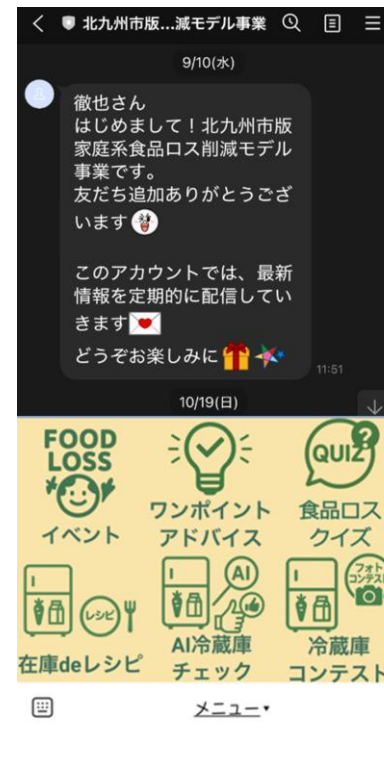 北九州市版...減モデル事業
9/10(水)
徹也さん
はじめまして！北九州市版
家庭系食品ロス削減モデル
事業です。
友だち追加ありがとうござ
います
このアカウントでは、最新
情報を定期的に配信してい
きます
どうぞお楽しみに
11:51
10/19(日)
FOOD
LOSS
イベント
ワンポイント
アドバイス
QUIZ
?
食品ロス
クイズ
レシピ
在庫deレシピ
AI
AI冷蔵庫
チェック
フォト
コンテスト
冷蔵庫
コンテスト
メニュー▾